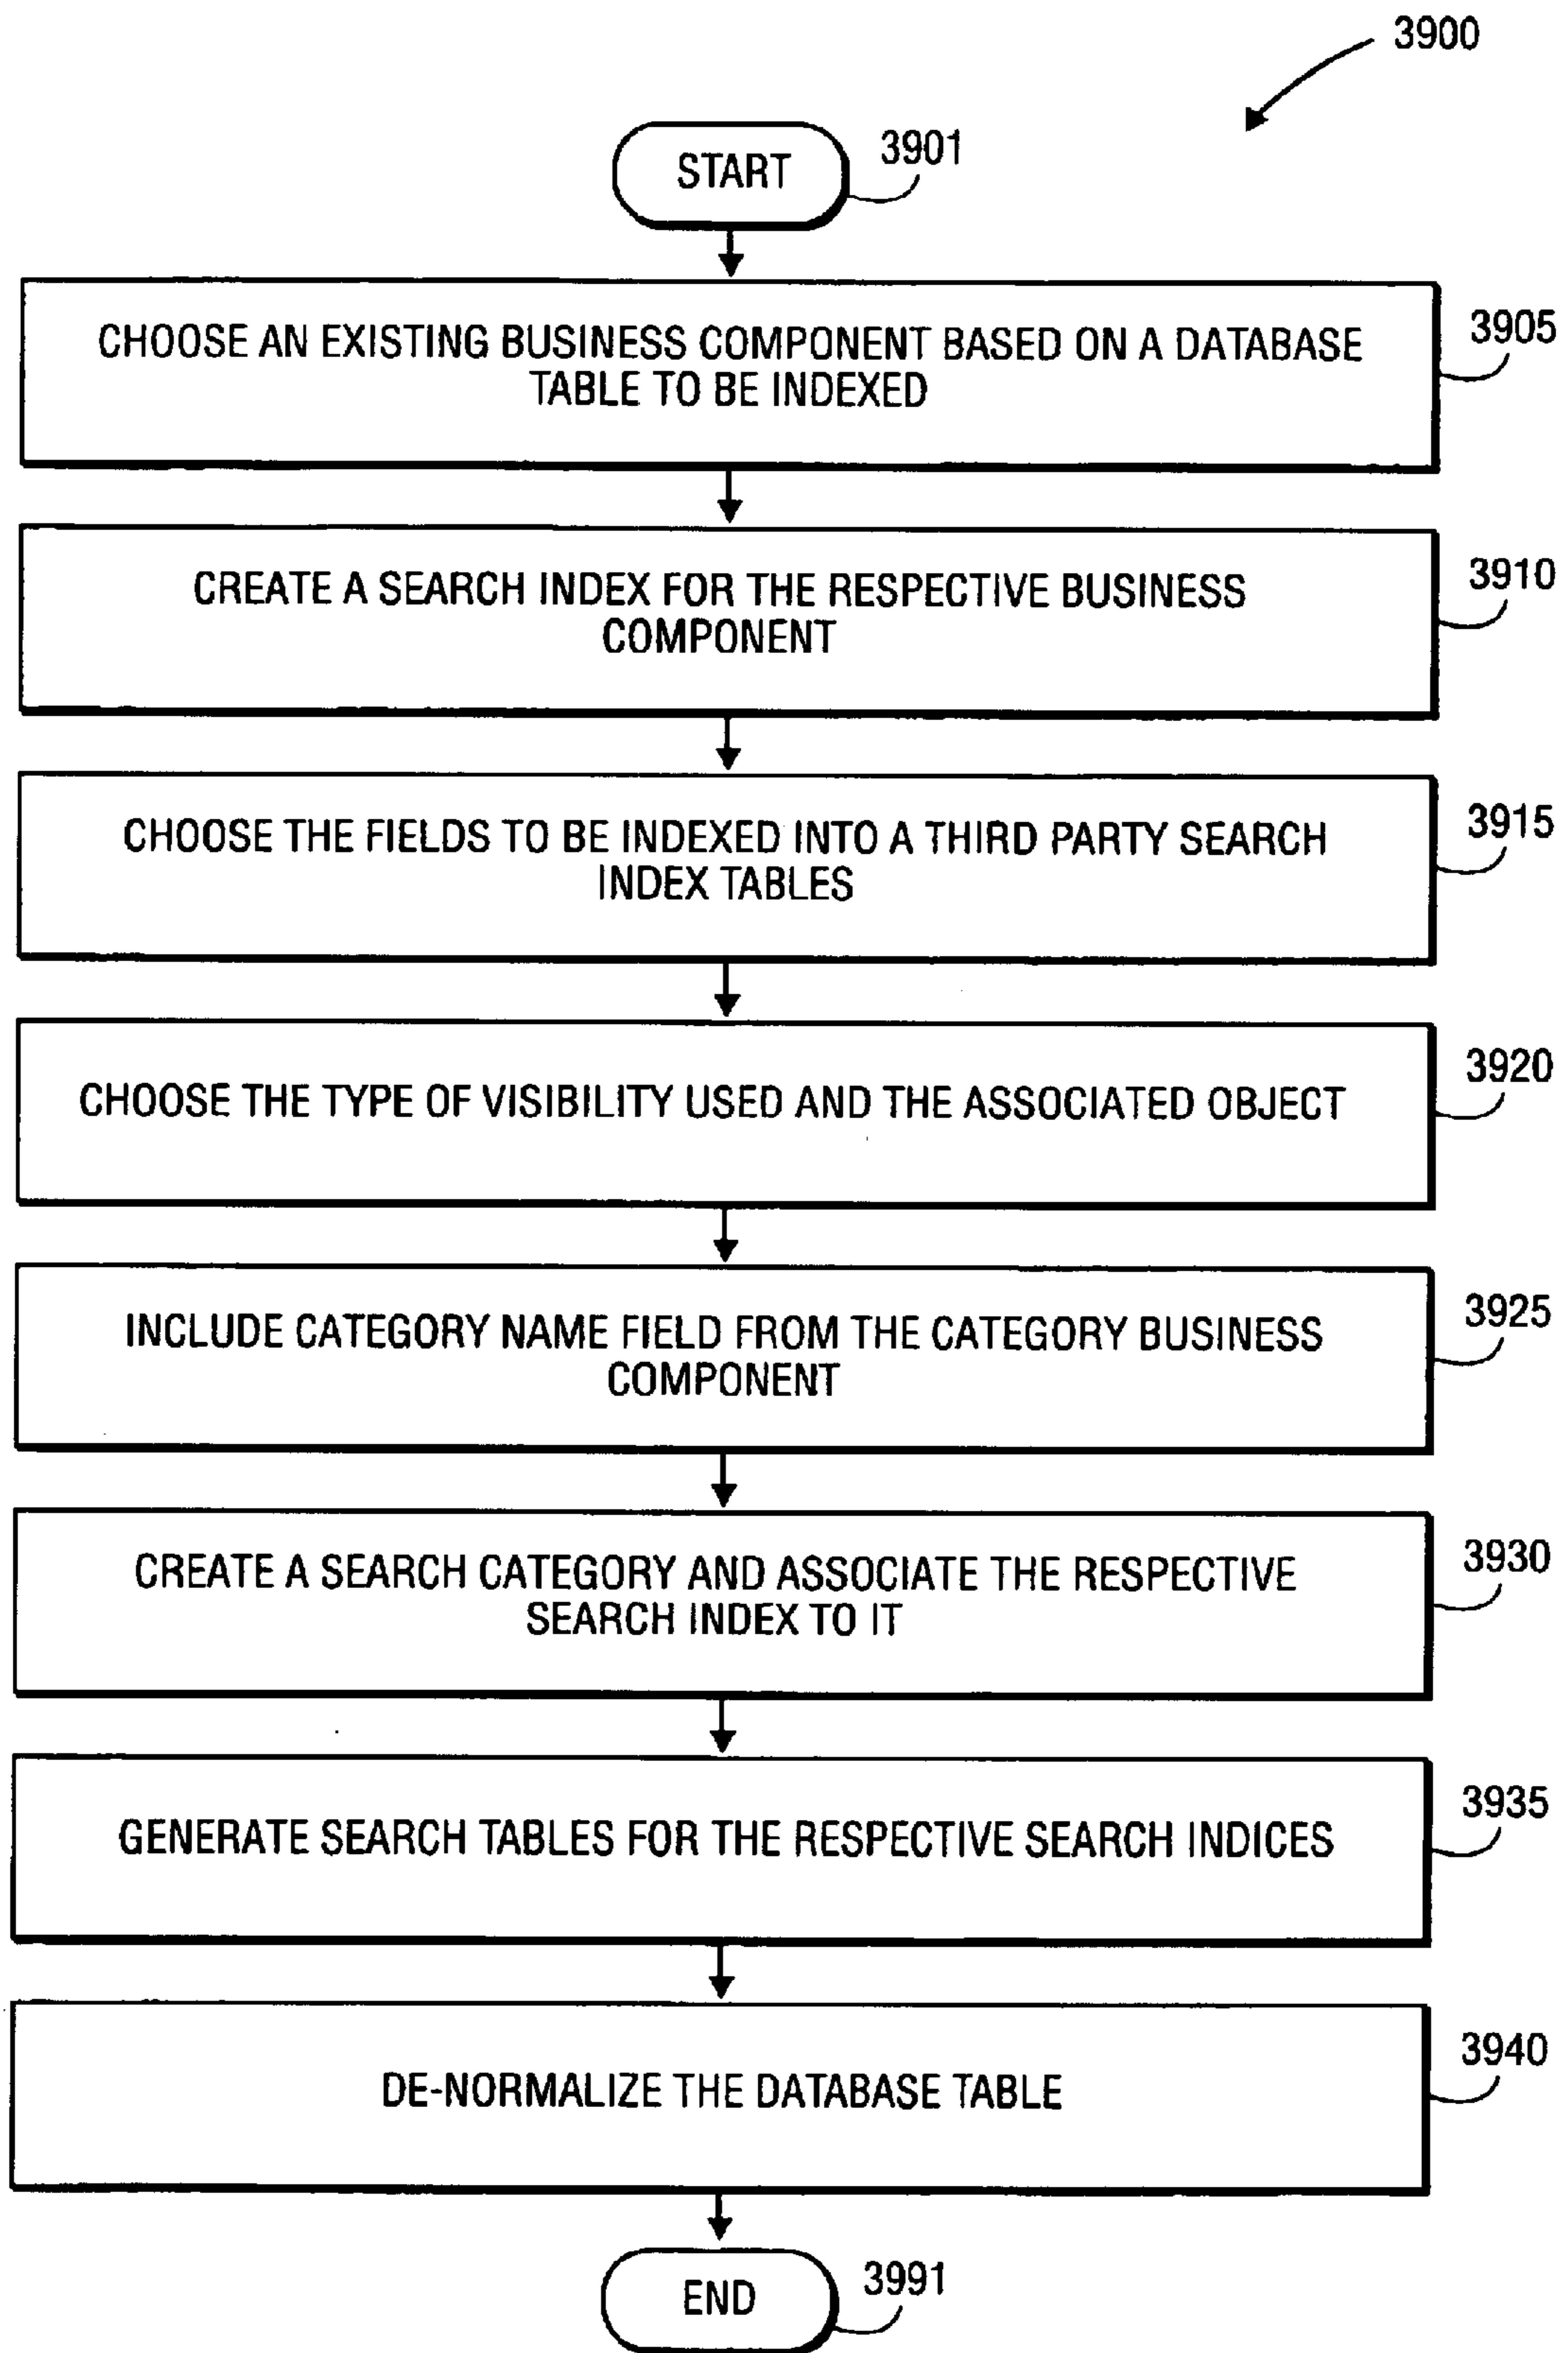 3900
START
3901
CHOOSE AN EXISTING BUSINESS COMPONENT BASED ON A DATABASE
TABLE TO BE INDEXED
3905
CREATE A SEARCH INDEX FOR THE RESPECTIVE BUSINESS
COMPONENT
3910
CHOOSE THE FIELDS TO BE INDEXED INTO A THIRD PARTY SEARCH
INDEX TABLES
3915
CHOOSE THE TYPE OF VISIBILITY USED AND THE ASSOCIATED OBJECT
3920
INCLUDE CATEGORY NAME FIELD FROM THE CATEGORY BUSINESS
COMPONENT
3925
CREATE A SEARCH CATEGORY AND ASSOCIATE THE RESPECTIVE
SEARCH INDEX TO IT
3930
GENERATE SEARCH TABLES FOR THE RESPECTIVE SEARCH INDICES
3935
DE-NORMALIZE THE DATABASE TABLE
3940
END
3991